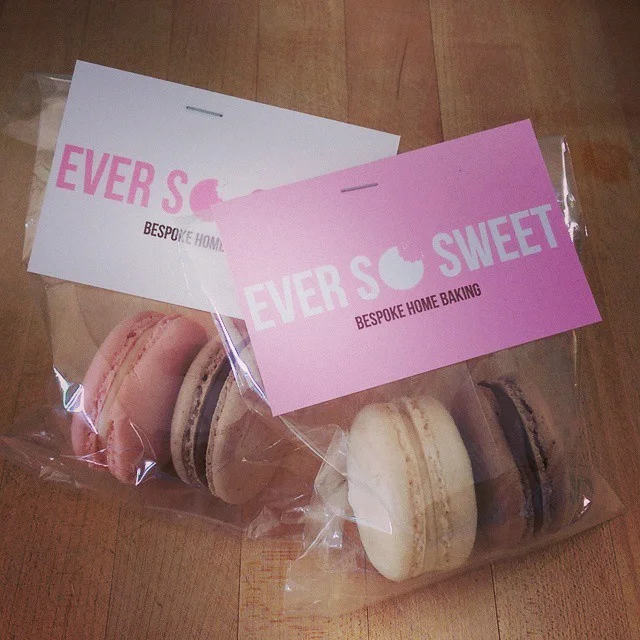 EVER S
BESPOKE HOME
EVER SO SWEET
BESPOKE HOME BAKING